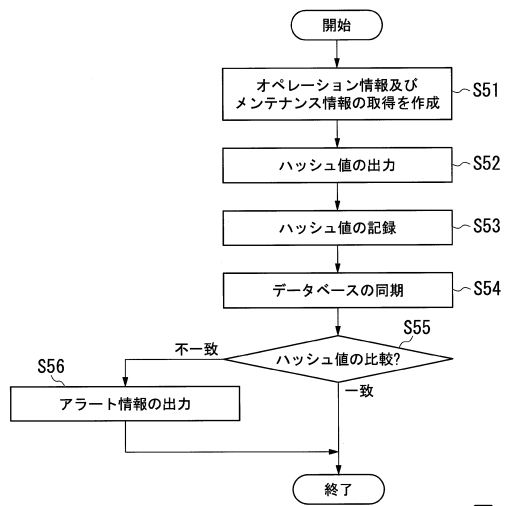 開始
オペレーション情報及び
メンテナンス情報の取得を作成
S51
ハッシュ値の出力
S52
ハッシュ値の記録
S53
データベースの同期
S54
S55
ハッシュ値の比較?
不一致
一致
S56
アラート情報の出力
終了